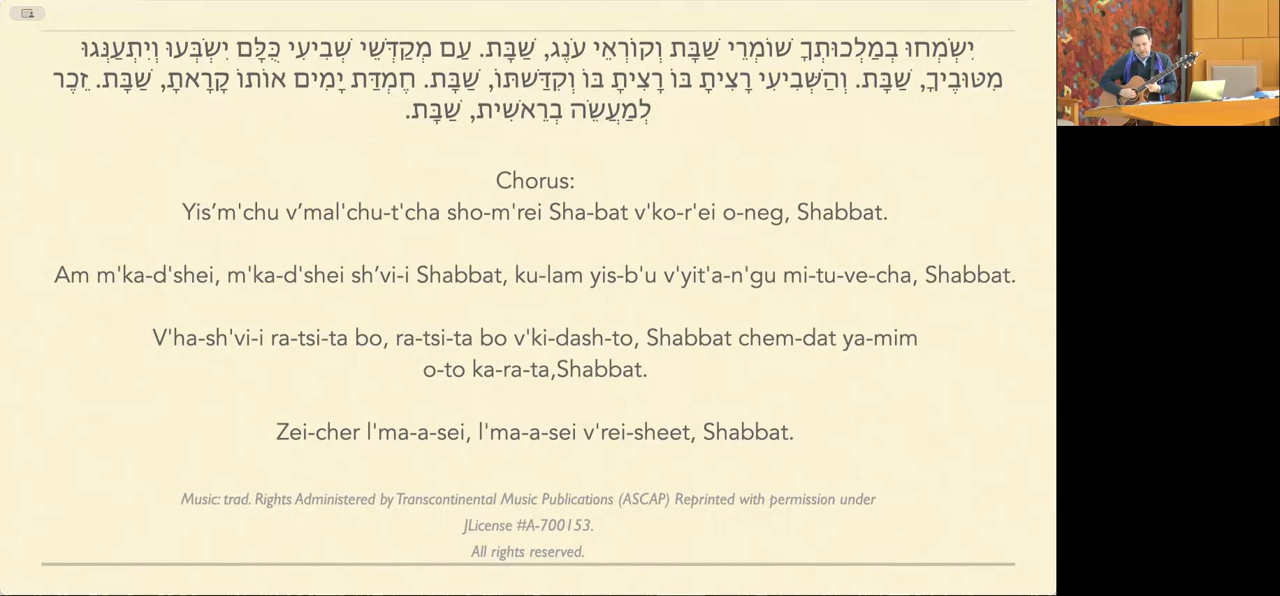 יִשְׂמְחוּ בְמַלְכוּתְךָ שׁוֹמְרֵי שַׁבָּת וְקוֹרְאֵי עֹנֶג, שַׁבָּת. עַם מְקַדְּשֵׁי שְׁבִיעִי כֻּלָּם יִשְׂבְּעוּ וְיִתְעַנְּגוּ
מִטּוּבֶיךָ, שַׁבָּת. וְהַשְּׁבִיעִי רָצִיתָ בּוֹ רָצִיתָ בּוֹ וְקִדַּשְׁתּוֹ, שַׁבָּת. חֶמְדַּת יָמִים אוֹתוֹ קָרָאתָ, שַׁבָּת. זֵכֶר
לְמַעֲשֵׂה בְרֵאשִׁית, שַׁבָּת.
Chorus:
Yis’m'chu v’mal'chu-t'cha sho-m'rei Sha-bat v'ko-r'ei o-neg, Shabbat.
Am m'ka-d'shei, m'ka-d'shei sh’vi-i Shabbat, ku-lam yis-b'u v'yit'a-n'gu mi-tu-ve-cha, Shabbat.
V'ha-sh'vi-i ra-tsi-ta bo, ra-tsi-ta bo v'ki-dash-to, Shabbat chem-dat ya-mim
o-to ka-ra-ta,Shabbat.
Zei-cher l'ma-a-sei, l'ma-a-sei v'rei-sheet, Shabbat.
Music: trad. Rights Administered by Transcontinental Music Publications (ASCAP) Reprinted with permission under
JLicense #A-700153.
All rights reserved.